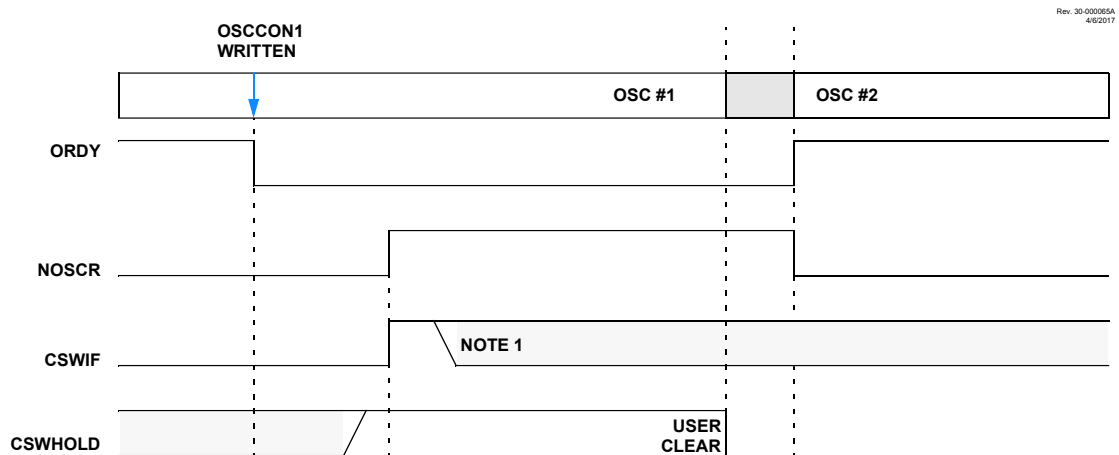 Rev. 30-000065A
4/6/2017
OSCCON1
WRITTEN
OSC #1
OSC #2
ORDY
NOSCR
CSWIF
NOTE 1
CSWHOLD
USER
CLEAR